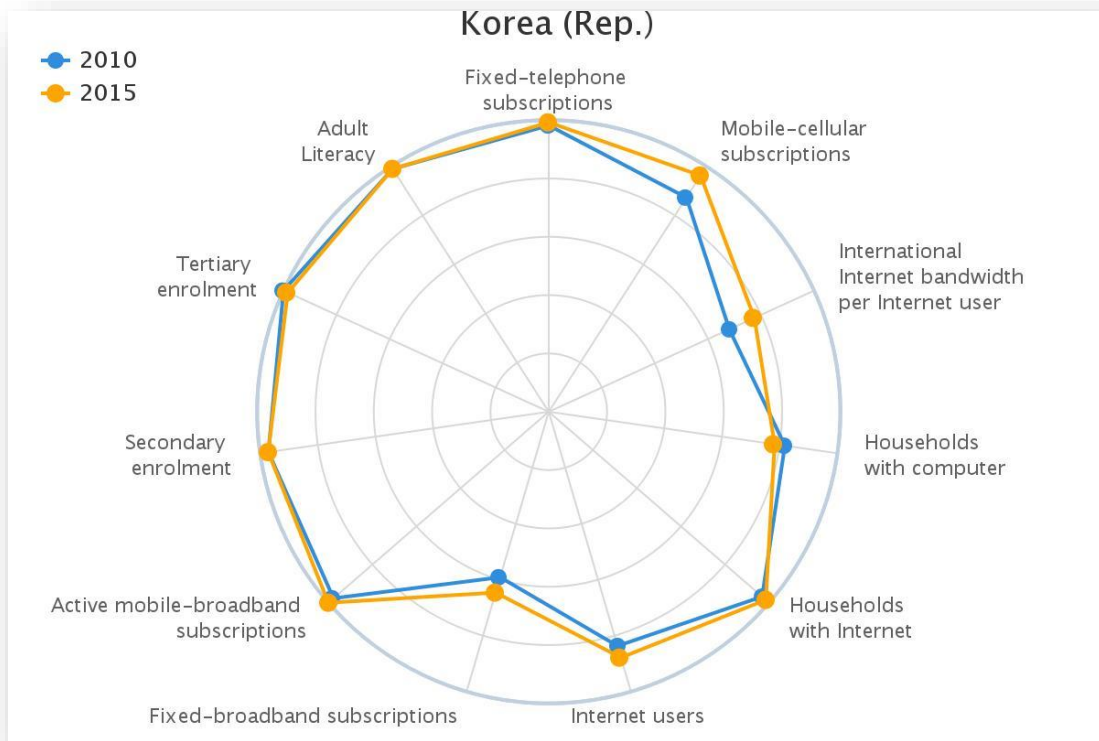 Korea (Rep.)
2010
2015
Fixed-telephone
subscriptions
Mobile-cellular
subscriptions
International
Internet bandwidth
per Internet user
Households
with computer
Households
with Internet
Internet users
Fixed-broadband subscriptions
Active mobile-broadband
subscriptions
Secondary
enrolment
Tertiary
enrolment
Adult
Literacy